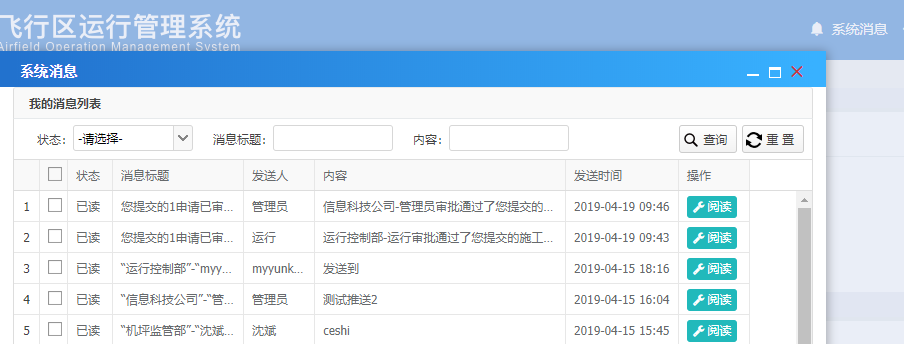 飞行区运行管理系统
Airfield Operation Management System
系统消息
系统消息
我的消息列表
状态: -请选择- 消息标题: 内容: 查询 重 置
状态 消息标题 发送人 内容 发送时间 操作
1 已读 您提交的1申请已审... 管理员 信息科技公司-管理员审批通过了您提交的... 2019-04-19 09:46 阅读
2 已读 您提交的1申请已审... 运行 运行控制部-运行审批通过了您提交的施工... 2019-04-19 09:43 阅读
3 已读 “运行控制部”-“myy... myyunk... 发送到 2019-04-15 18:16 阅读
4 已读 “信息科技公司”-“管... 管理员 测试推送2 2019-04-15 16:04 阅读
5 已读 “机坪监管部”-“沈斌... 沈斌 ceshi 2019-04-15 15:45 阅读